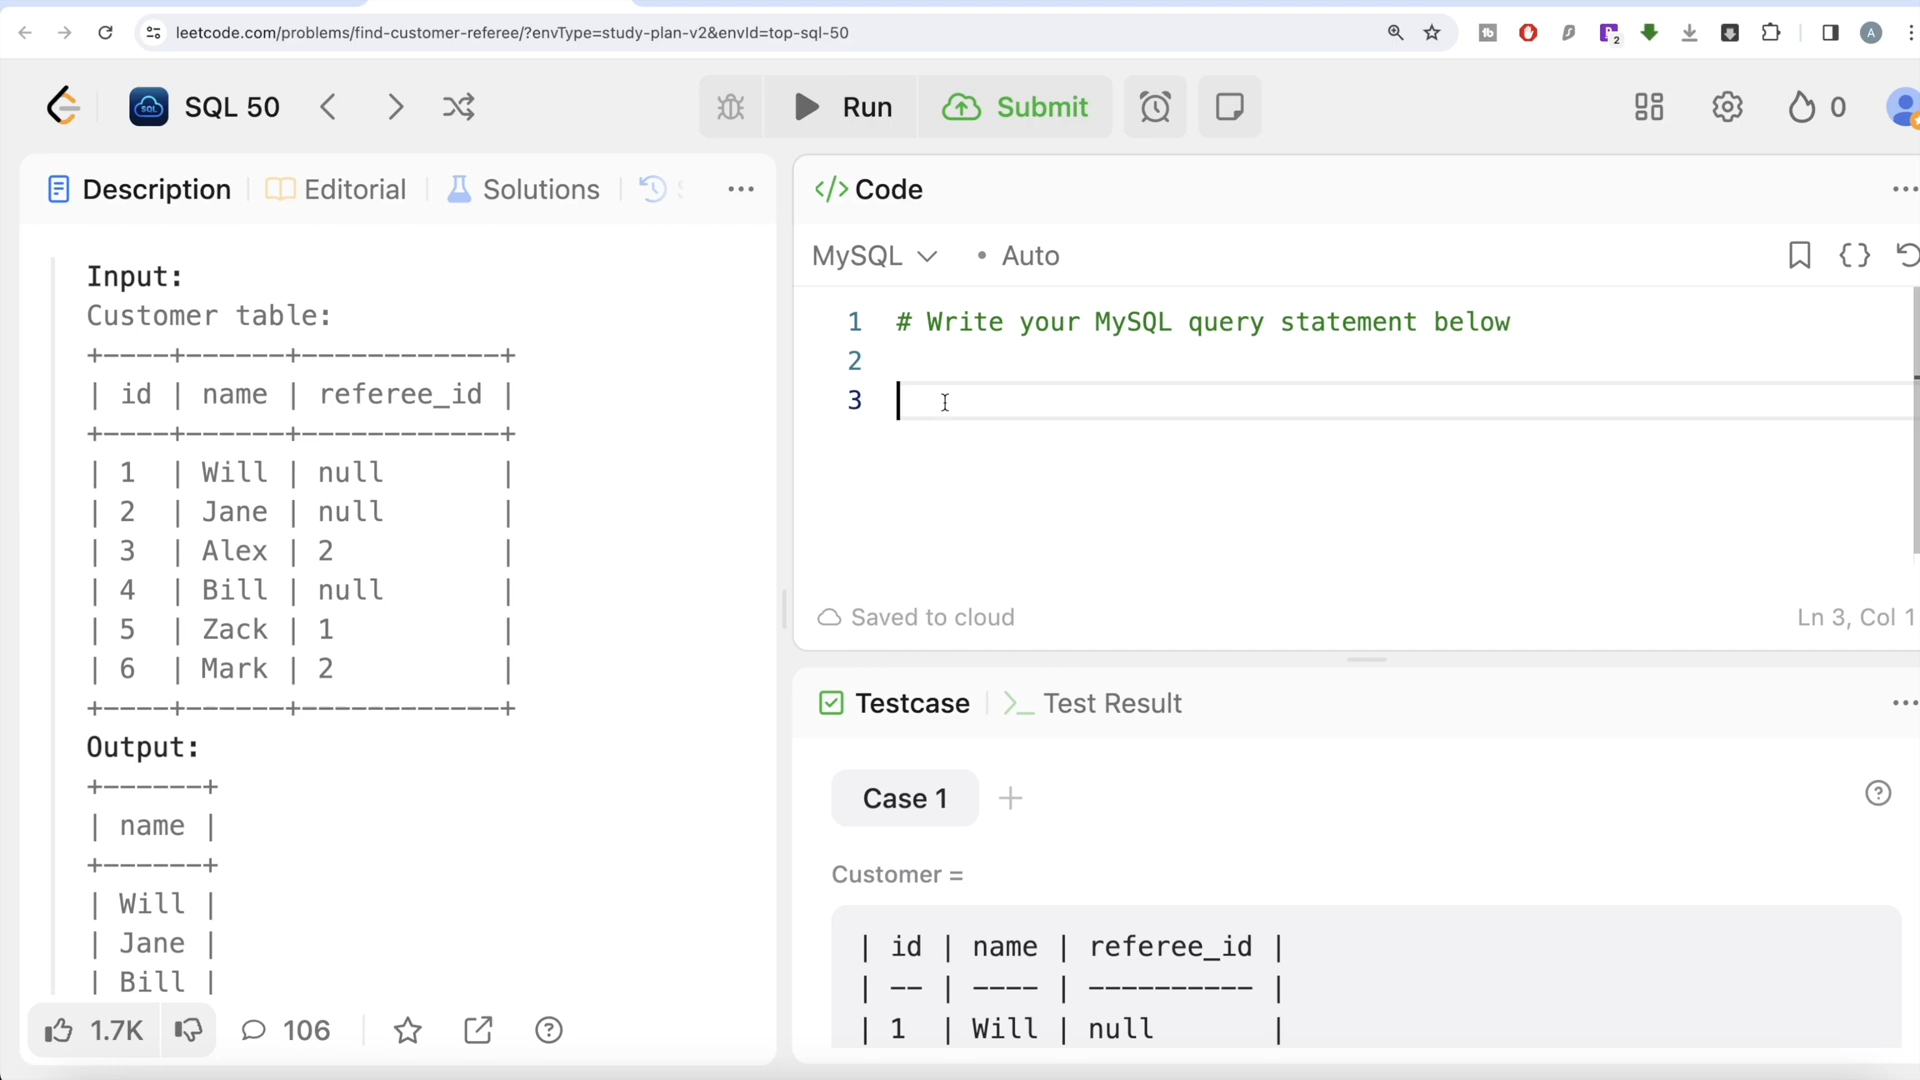 leetcode.com/problems/find-customer-referee/?envType=study-plan-v2&envId=top-sql-50
2
A
SQL
SQL 50
Run
Submit
0
Description
Editorial
Solutions
Input:
Customer table:
+----+------+------------+
| id | name | referee_id |
+----+------+------------+
| 1  | Will | null       |
| 2  | Jane | null       |
| 3  | Alex | 2          |
| 4  | Bill | null       |
| 5  | Zack | 1          |
| 6  | Mark | 2          |
+----+------+------------+
Output:
+------+
| name |
+------+
| Will |
| Jane |
| Bill |
1.7K
106
</> Code
MySQL
• Auto
1 # Write your MySQL query statement below
2
3
Saved to cloud
Ln 3, Col 1
Testcase
Test Result
Case 1
Customer =
| id | name | referee_id |
| -- | ---- | ---------- |
| 1  | Will | null       |